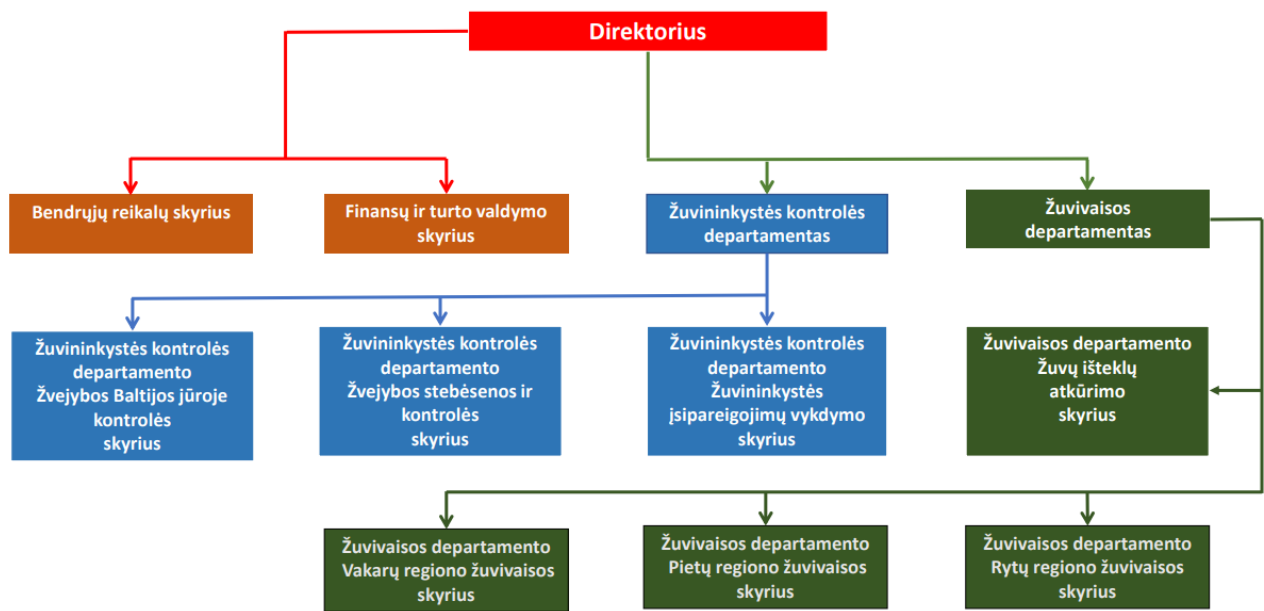 Direktorius
Bendrųjų reikalų skyrius
Finansų ir turto valdymo
skyrius
Žuvininkystės kontrolės
departamentas
Žuvivaisos
departamentas
Žuvininkystės kontrolės
departamento
Žvejybos Baltijos jūroje
kontrolės
skyrius
Žuvininkystės kontrolės
departamento
Žvejybos stebėsenos ir
kontrolės
skyrius
Žuvininkystės kontrolės
departamento
Žuvininkystės
įsipareigojimų vykdymo
skyrius
Žuvivaisos departamento
Žuvų išteklų
atkūrimo
skyrius
Žuvivaisos departamento
Vakarų regiono žuvivaisos
skyrius
Žuvivaisos departamento
Pietų regiono žuvivaisos
skyrius
Žuvivaisos departamento
Rytų regiono žuvivaisos
skyrius